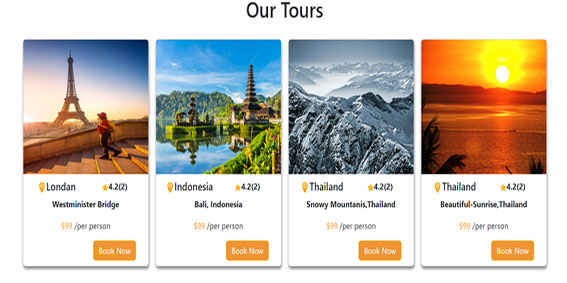 Our Tours
Londan 4.2(2)
Westminister Bridge
$99 /per person
Book Now
Indonesia 4.2(2)
Bali, Indonesia
$99 /per person
Book Now
Thailand 4.2(2)
Snowy Mountanis,Thailand
$99 /per person
Book Now
Thailand 4.2(2)
Beautiful-Sunrise,Thailand
$99 /per person
Book Now